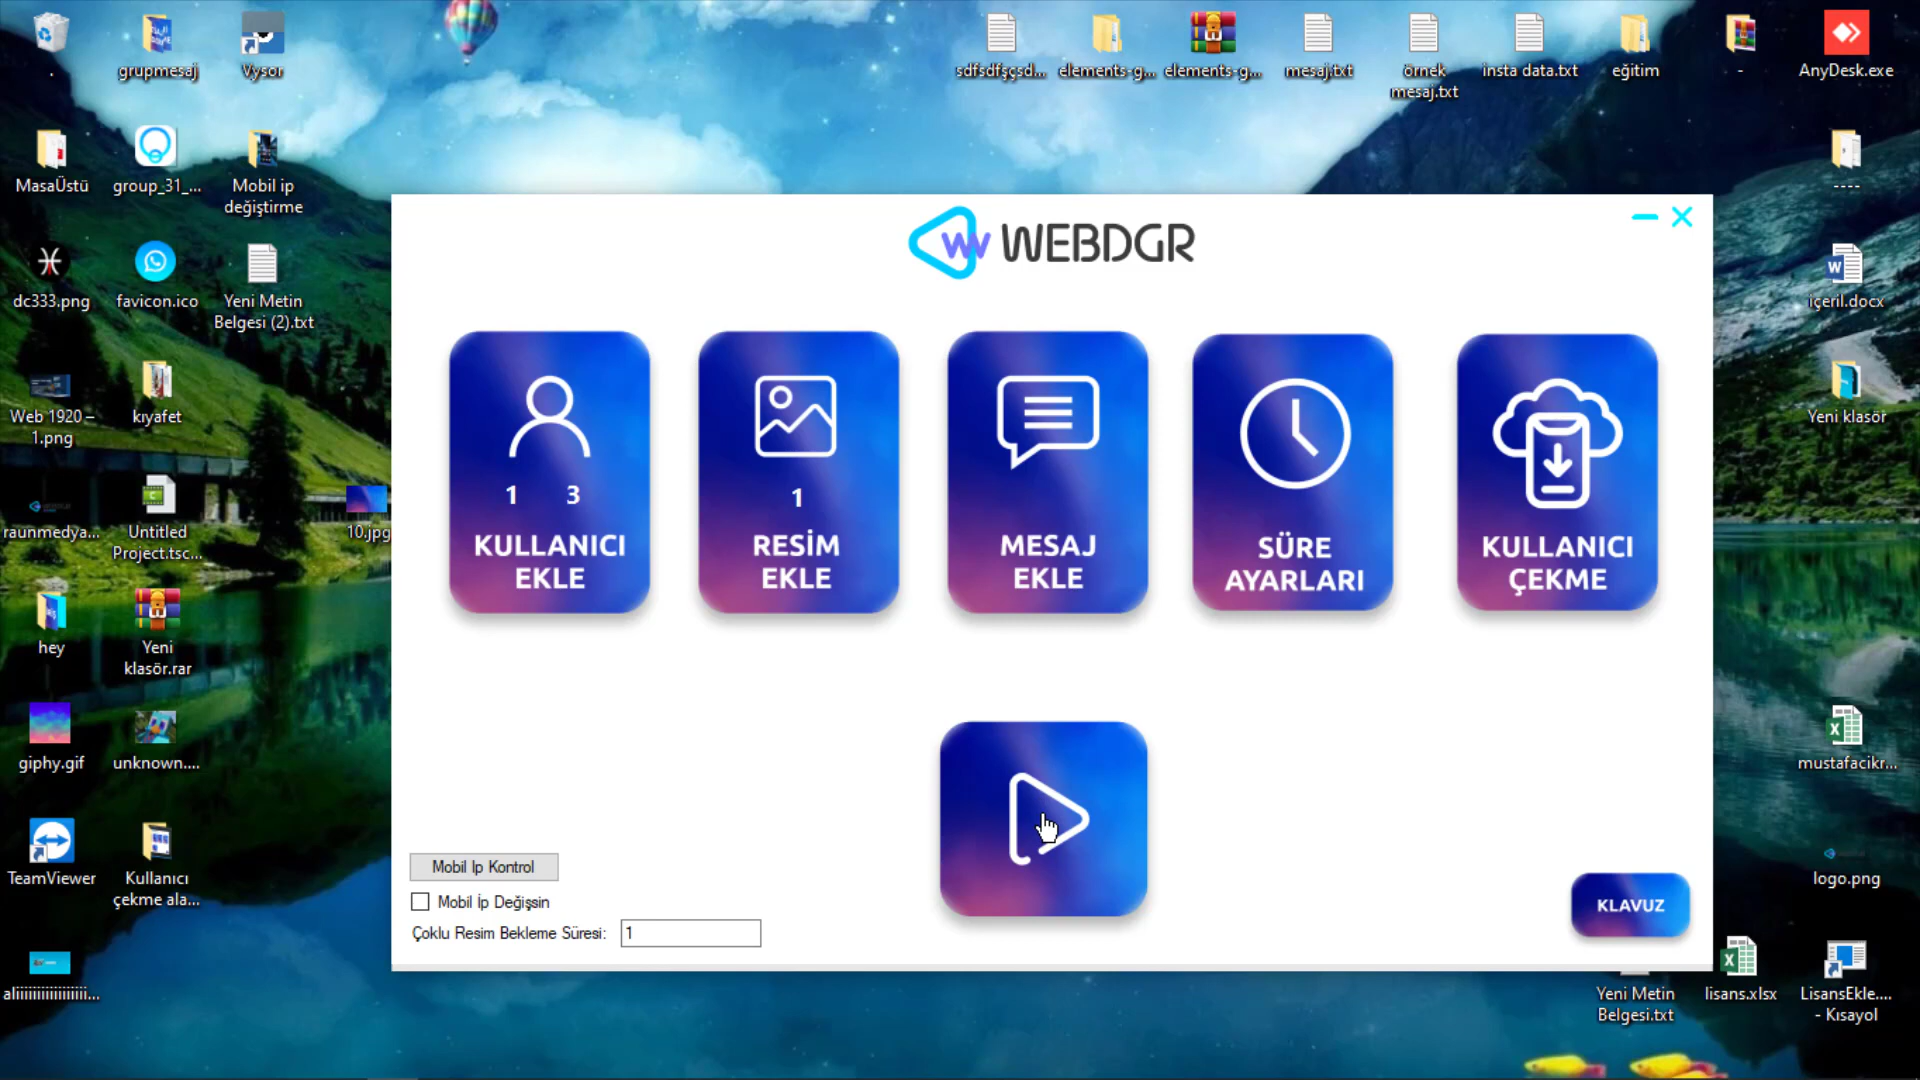 .
grupmesaj
Vysor
sdfsdfşçsd...
elements-g...
elements-g...
mesaj.txt
örnek
mesaj.txt
insta data.txt
eğitim
-
AnyDesk.exe
MasaÜstü
group_31_...
Mobil ip
değiştirme
----
WEBDGR
dc333.png
favicon.ico
Yeni Metin
Belgesi (2).txt
içeril.docx
Web 1920 –
1.png
kıyafet
Yeni klasör
1 3
KULLANICI
EKLE
1
RESİM
EKLE
MESAJ
EKLE
SÜRE
AYARLARI
KULLANICI
ÇEKME
raunmedya...
Untitled
Project.tsc...
10.jpg
hey
Yeni
klasör.rar
giphy.gif
unknown....
mustafacikr...
TeamViewer
Kullanıcı
çekme ala...
logo.png
Mobil Ip Kontrol
Mobil İp Değişsin
Çoklu Resim Bekleme Süresi: 1
KLAVUZ
aliiiiiiiiiiiiiiiiii...
Yeni Metin
Belgesi.txt
lisans.xlsx
LisansEkle....
- Kısayol